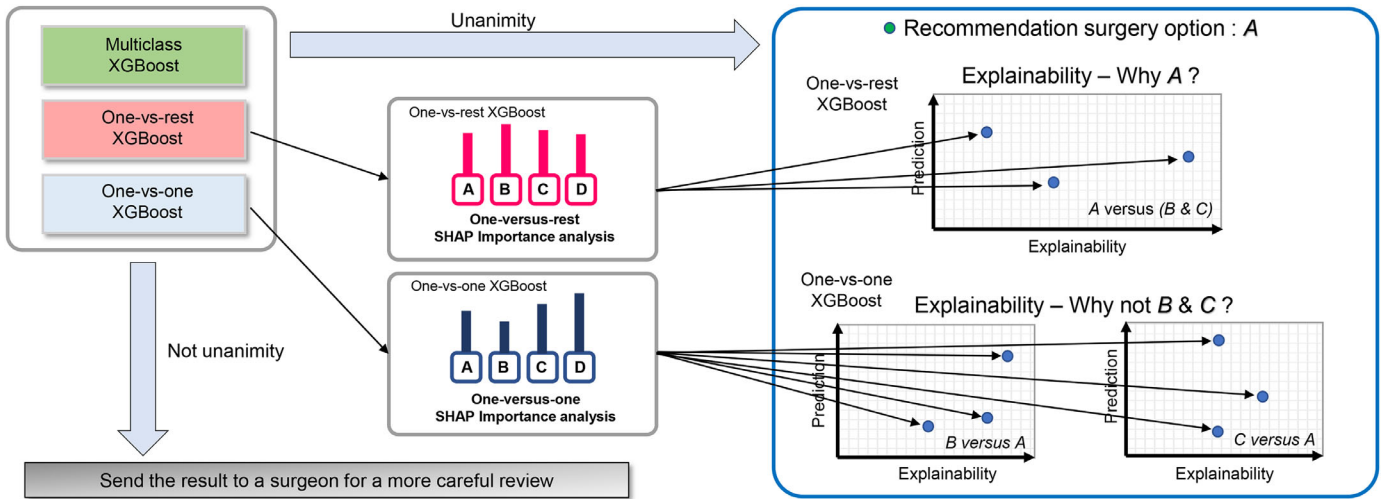 Multiclass
XGBoost
One-vs-rest
XGBoost
One-vs-one
XGBoost
Unanimity
Not unanimity
Send the result to a surgeon for a more careful review
One-vs-rest XGBoost
A B C D
One-versus-rest
SHAP Importance analysis
One-vs-one XGBoost
A B C D
One-versus-one
SHAP Importance analysis
Recommendation surgery option : A
One-vs-rest
XGBoost
Explainability – Why A ?
Prediction
A versus (B & C)
Explainability
One-vs-one
XGBoost
Explainability – Why not B & C ?
Prediction
B versus A
Explainability
Prediction
C versus A
Explainability